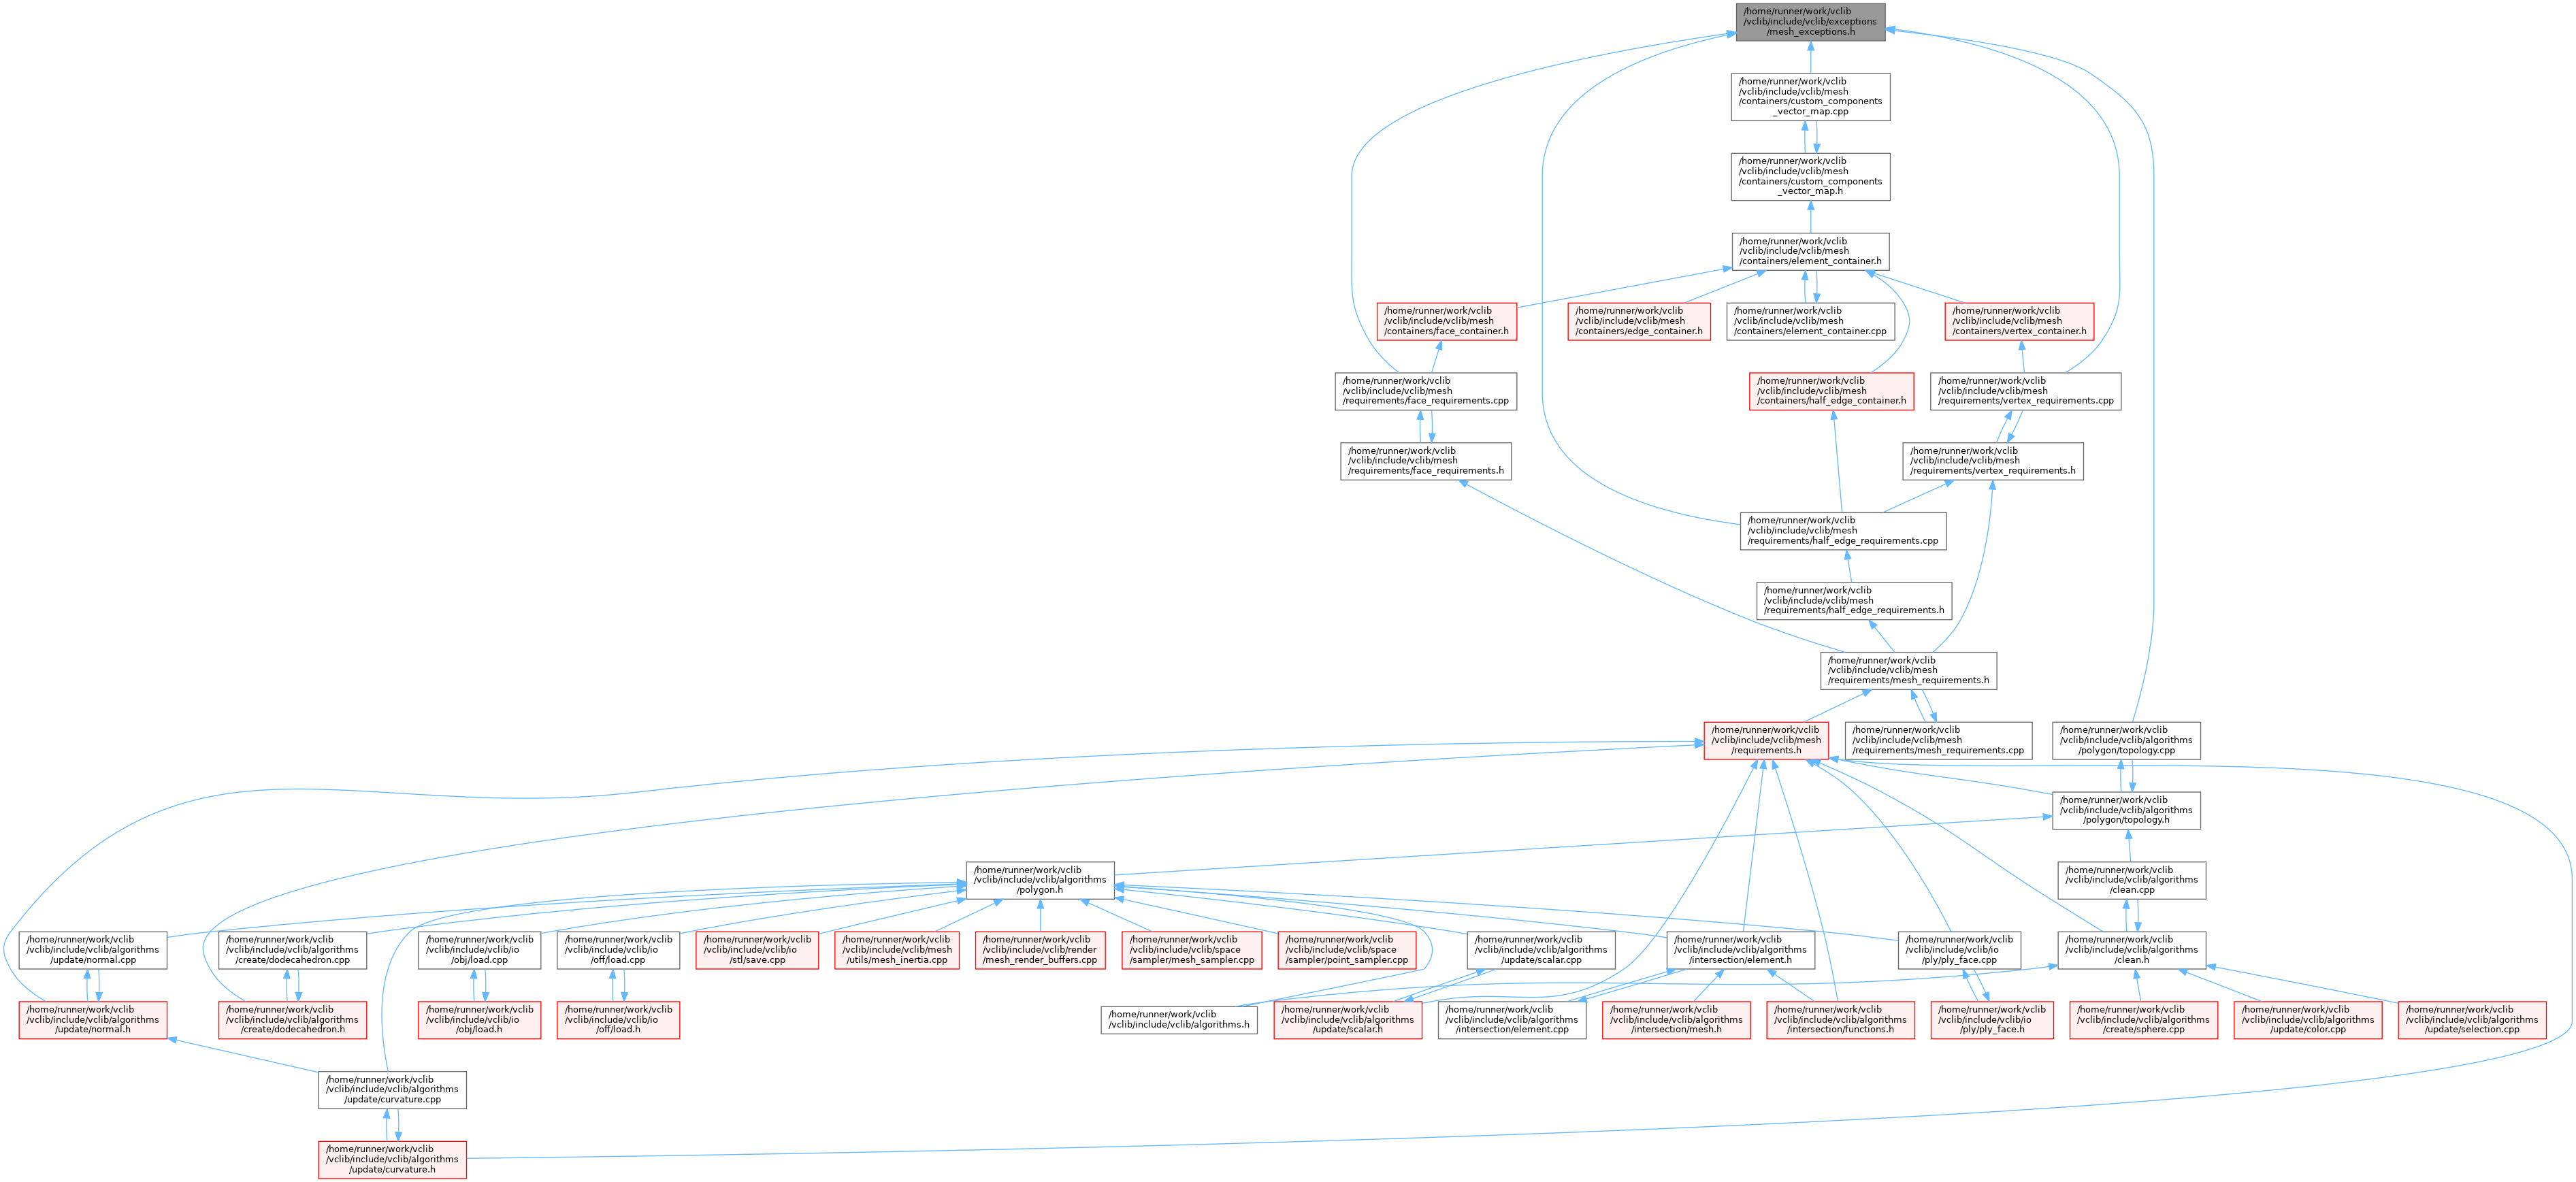 /home/runner/work/vclib
/vclib/include/vclib/exceptions
/mesh_exceptions.h
/home/runner/work/vclib
/vclib/include/vclib/mesh
/containers/custom_components
_vector_map.cpp
/home/runner/work/vclib
/vclib/include/vclib/mesh
/containers/custom_components
_vector_map.h
/home/runner/work/vclib
/vclib/include/vclib/mesh
/containers/element_container.h
/home/runner/work/vclib
/vclib/include/vclib/mesh
/containers/face_container.h
/home/runner/work/vclib
/vclib/include/vclib/mesh
/containers/edge_container.h
/home/runner/work/vclib
/vclib/include/vclib/mesh
/containers/element_container.cpp
/home/runner/work/vclib
/vclib/include/vclib/mesh
/containers/vertex_container.h
/home/runner/work/vclib
/vclib/include/vclib/mesh
/requirements/face_requirements.cpp
/home/runner/work/vclib
/vclib/include/vclib/mesh
/containers/half_edge_container.h
/home/runner/work/vclib
/vclib/include/vclib/mesh
/requirements/vertex_requirements.cpp
/home/runner/work/vclib
/vclib/include/vclib/mesh
/requirements/face_requirements.h
/home/runner/work/vclib
/vclib/include/vclib/mesh
/requirements/vertex_requirements.h
/home/runner/work/vclib
/vclib/include/vclib/mesh
/requirements/half_edge_requirements.cpp
/home/runner/work/vclib
/vclib/include/vclib/mesh
/requirements/half_edge_requirements.h
/home/runner/work/vclib
/vclib/include/vclib/mesh
/requirements/mesh_requirements.h
/home/runner/work/vclib
/vclib/include/vclib/mesh
/requirements.h
/home/runner/work/vclib
/vclib/include/vclib/mesh
/requirements/mesh_requirements.cpp
/home/runner/work/vclib
/vclib/include/vclib/algorithms
/polygon/topology.cpp
/home/runner/work/vclib
/vclib/include/vclib/algorithms
/polygon/topology.h
/home/runner/work/vclib
/vclib/include/vclib/algorithms
/polygon.h
/home/runner/work/vclib
/vclib/include/vclib/algorithms
/clean.cpp
/home/runner/work/vclib
/vclib/include/vclib/algorithms
/update/normal.cpp
/home/runner/work/vclib
/vclib/include/vclib/algorithms
/create/dodecahedron.cpp
/home/runner/work/vclib
/vclib/include/vclib/io
/obj/load.cpp
/home/runner/work/vclib
/vclib/include/vclib/io
/off/load.cpp
/home/runner/work/vclib
/vclib/include/vclib/io
/stl/save.cpp
/home/runner/work/vclib
/vclib/include/vclib/mesh
/utils/mesh_inertia.cpp
/home/runner/work/vclib
/vclib/include/vclib/render
/mesh_render_buffers.cpp
/home/runner/work/vclib
/vclib/include/vclib/space
/sampler/mesh_sampler.cpp
/home/runner/work/vclib
/vclib/include/vclib/space
/sampler/point_sampler.cpp
/home/runner/work/vclib
/vclib/include/vclib/algorithms
/update/scalar.cpp
/home/runner/work/vclib
/vclib/include/vclib/algorithms
/intersection/element.h
/home/runner/work/vclib
/vclib/include/vclib/io
/ply/ply_face.cpp
/home/runner/work/vclib
/vclib/include/vclib/algorithms
/clean.h
/home/runner/work/vclib
/vclib/include/vclib/algorithms
/update/normal.h
/home/runner/work/vclib
/vclib/include/vclib/algorithms
/create/dodecahedron.h
/home/runner/work/vclib
/vclib/include/vclib/io
/obj/load.h
/home/runner/work/vclib
/vclib/include/vclib/io
/off/load.h
/home/runner/work/vclib
/vclib/include/vclib/algorithms.h
/home/runner/work/vclib
/vclib/include/vclib/algorithms
/update/scalar.h
/home/runner/work/vclib
/vclib/include/vclib/algorithms
/intersection/element.cpp
/home/runner/work/vclib
/vclib/include/vclib/algorithms
/intersection/mesh.h
/home/runner/work/vclib
/vclib/include/vclib/algorithms
/intersection/functions.h
/home/runner/work/vclib
/vclib/include/vclib/io
/ply/ply_face.h
/home/runner/work/vclib
/vclib/include/vclib/algorithms
/create/sphere.cpp
/home/runner/work/vclib
/vclib/include/vclib/algorithms
/update/color.cpp
/home/runner/work/vclib
/vclib/include/vclib/algorithms
/update/selection.cpp
/home/runner/work/vclib
/vclib/include/vclib/algorithms
/update/curvature.cpp
/home/runner/work/vclib
/vclib/include/vclib/algorithms
/update/curvature.h